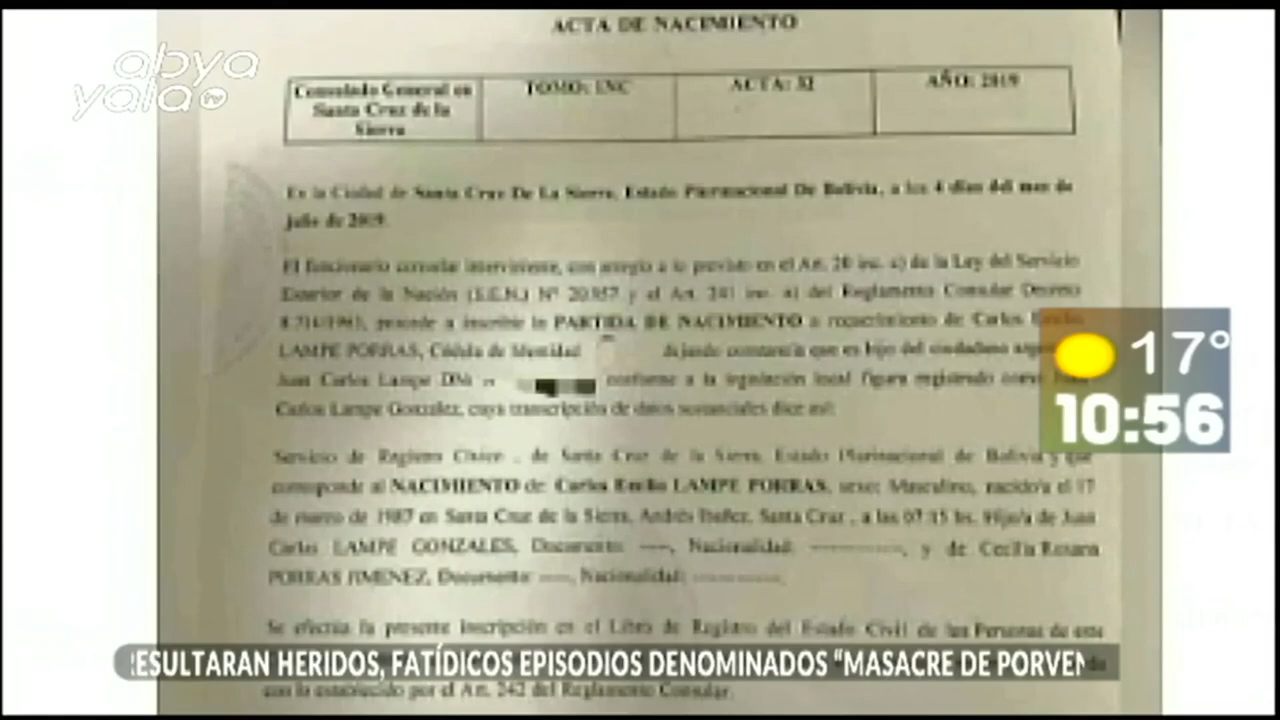 ACTA DE NACIMIENTO
abya
yala tv
Consulado General en
Santa Cruz de la
Sierra
TOMO: UNC
ACTA: 32
AÑO: 2019
En la Ciudad de Santa Cruz De La Sierra, Estado Plurinacional De Bolivia, a los 4 días del mes de
julio de 2019.
El funcionario consular interviniente, con arreglo a lo previsto en el Art. 20 inc. c) de la Ley del Servicio
Exterior de la Nación (S.E.N.) Nº 20.957 y el Art. 241 inc. a) del Reglamento Consular Decreto
8.714/1963, procede a inscribir la PARTIDA DE NACIMIENTO a requerimiento de Carlos Emilio
LAMPE PORRAS, Cédula de Identidad dejando constancia que es hijo del ciudadano
Juan Carlos Lampe DNI conforme a la legislación local figura registrado como Juan
Carlos Lampe Gonzalez, cuya transcripción de datos sustanciales dice así:
17°
10:56
Servicio de Registro Cívico , de Santa Cruz de la Sierra, Estado Plurinacional de Bolivia y que
corresponde al NACIMIENTO de: Carlos Emilio LAMPE PORRAS, sexo: Masculino, nacido/a el 17
de marzo de 1987 en Santa Cruz de la Sierra, Andrés Ibáñez, Santa Cruz , a las 07:15 hs. Hijo/a de Juan
Carlos LAMPE GONZALES, Documento: ----, Nacionalidad: -----------, y de Cecilia Roxana
PORRAS JIMENEZ, Documento: ----, Nacionalidad: -----------.
Se efectúa la presente inscripción en el Libro de Registro del Estado Civil de las Personas de este
RESULTARAN HERIDOS, FATÍDICOS EPISODIOS DENOMINADOS “MASACRE DE PORVEN
con lo establecido por el Art. 242 del Reglamento Consular.